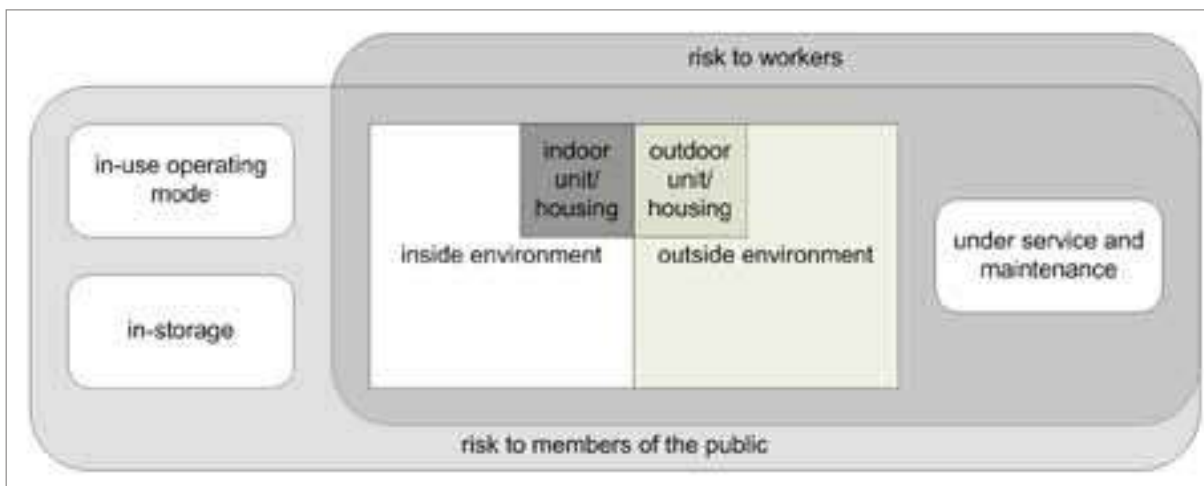 risk to workers
in-use operating
mode
in-storage
indoor
unit/
housing
outdoor
unit/
housing
inside environment
outside environment
under service and
maintenance
risk to members of the public